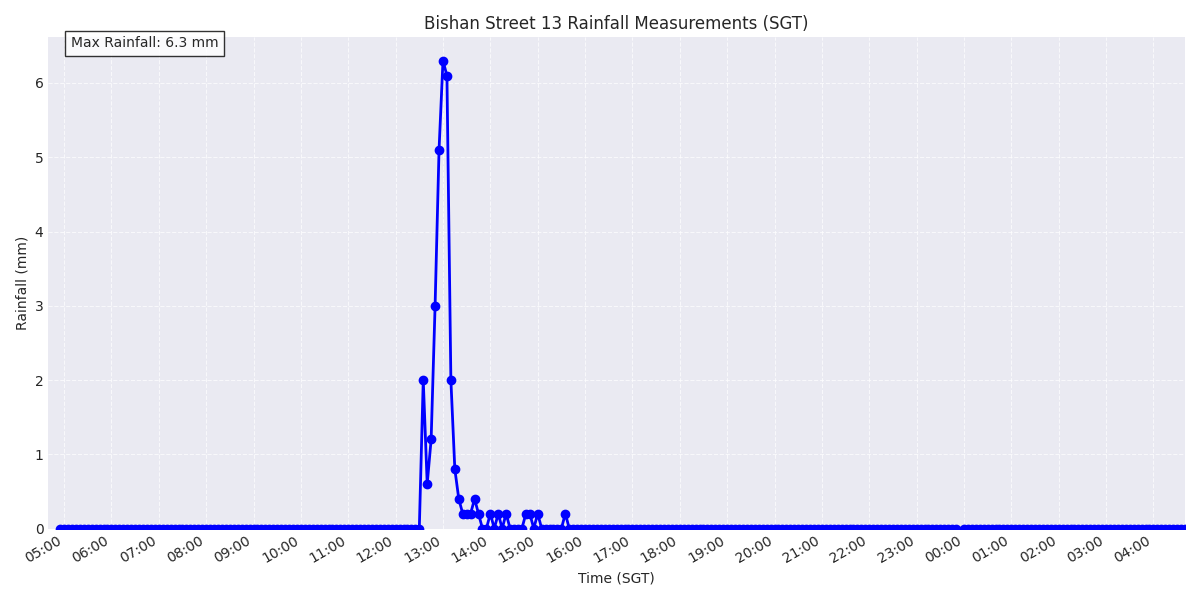 Bishan Street 13 Rainfall Measurements (SGT)
Max Rainfall: 6.3 mm
Rainfall (mm)
6
5
4
3
2
1
0
05:00 06:00 07:00 08:00 09:00 10:00 11:00 12:00 13:00 14:00 15:00 16:00 17:00 18:00 19:00 20:00 21:00 22:00 23:00 00:00 01:00 02:00 03:00 04:00
Time (SGT)